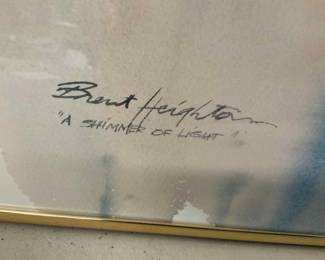 Brent Heighton
"A SHIMMER OF LIGHT"